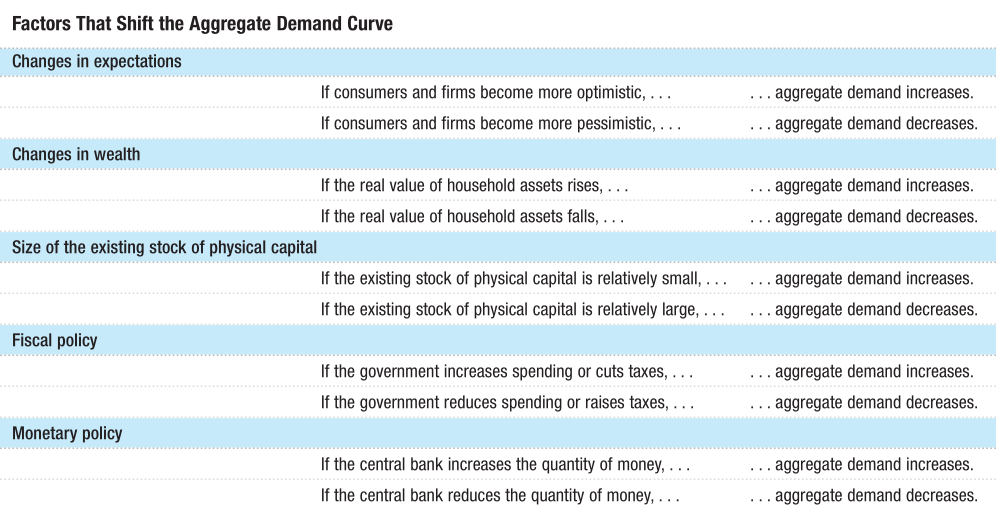 Factors That Shift the Aggregate Demand Curve
Changes in expectations
If consumers and firms become more optimistic, . . . . . . aggregate demand increases.
If consumers and firms become more pessimistic, . . . . . . aggregate demand decreases.
Changes in wealth
If the real value of household assets rises, . . . . . . aggregate demand increases.
If the real value of household assets falls, . . . . . . aggregate demand decreases.
Size of the existing stock of physical capital
If the existing stock of physical capital is relatively small, . . . . . . aggregate demand increases.
If the existing stock of physical capital is relatively large, . . . . . . aggregate demand decreases.
Fiscal policy
If the government increases spending or cuts taxes, . . . . . . aggregate demand increases.
If the government reduces spending or raises taxes, . . . . . . aggregate demand decreases.
Monetary policy
If the central bank increases the quantity of money, . . . . . . aggregate demand increases.
If the central bank reduces the quantity of money, . . . . . . aggregate demand decreases.